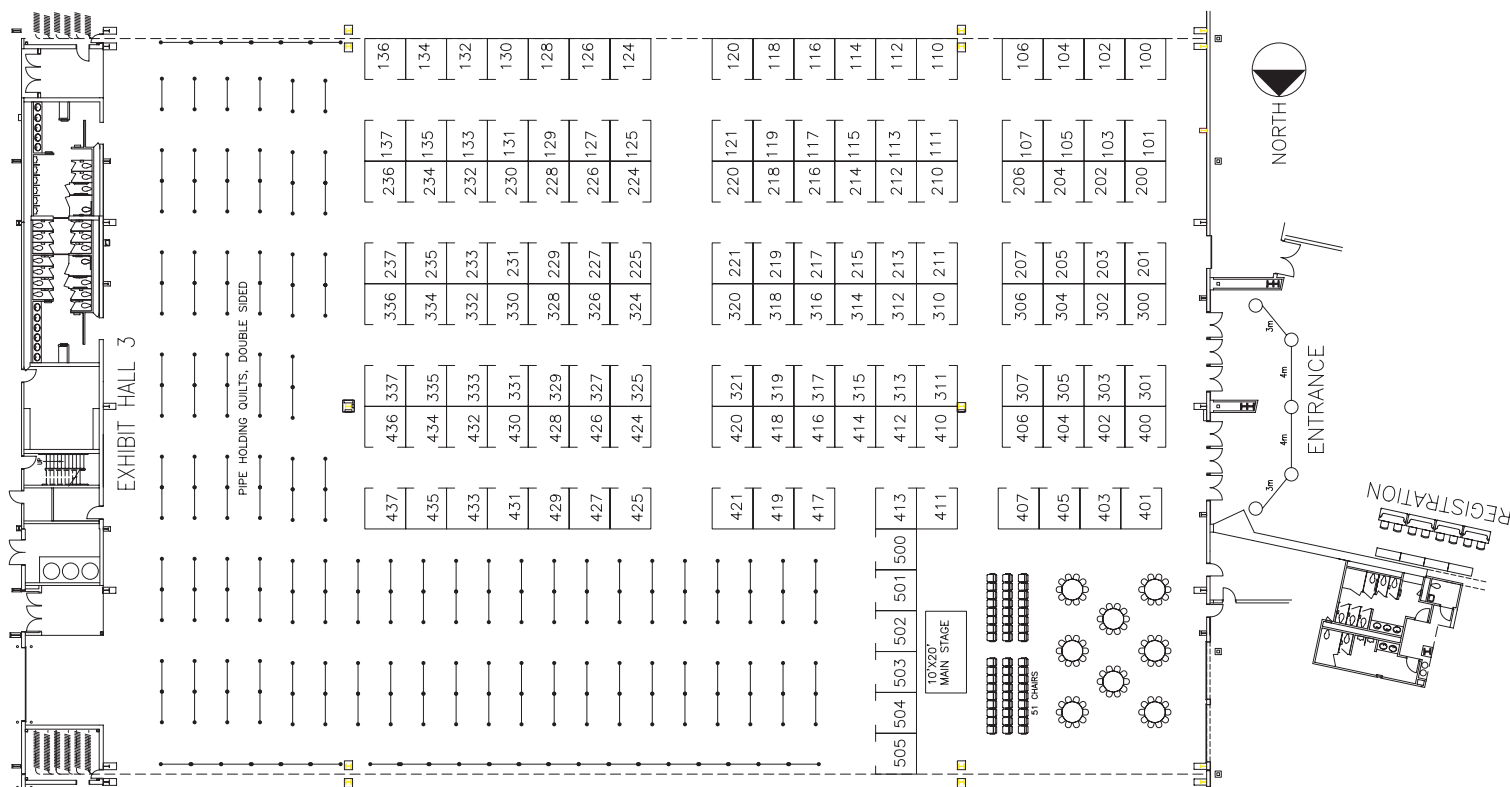 136 134 132 130 128 126 124 120 118 116 114 112 110 106 104 102 100
137 135 133 131 129 127 125 121 119 117 115 113 111 107 105 103 101
236 234 232 230 228 226 224 220 218 216 214 212 210 206 204 202 200
237 235 233 231 229 227 225 221 219 217 215 213 211 207 205 203 201
336 334 332 330 328 326 324 320 318 316 314 312 310 306 304 302 300
337 335 333 331 329 327 325 321 319 317 315 313 311 307 305 303 301
436 434 432 430 428 426 424 420 418 416 414 412 410 406 404 402 400
437 435 433 431 429 427 425 421 419 417 413 411 407 405 403 401
500
501
502
503
504
505
NORTH
EXHIBIT HALL 3
PIPE HOLDING QUILTS, DOUBLE SIDED
10'X20'
MAIN STAGE
51 CHAIRS
3m
4m
4m
3m
ENTRANCE
REGISTRATION